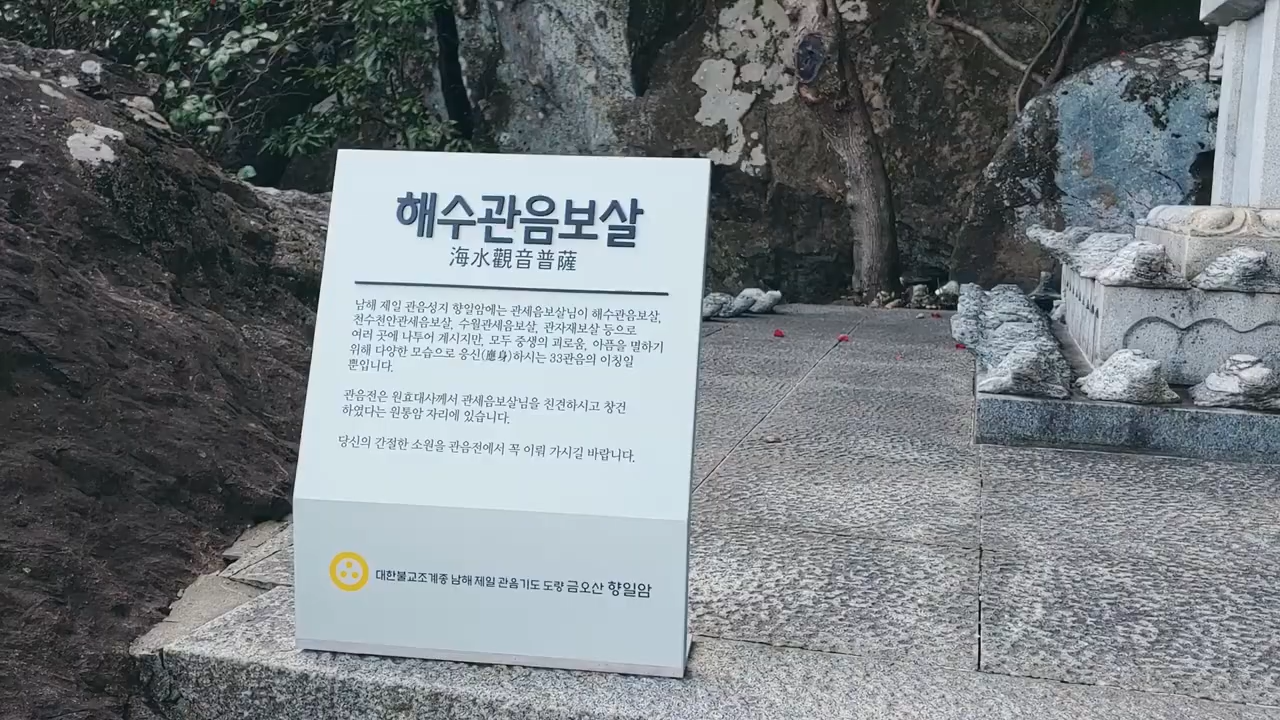 해수관음보살
海水觀音普薩
남해 제일 관음성지 향일암에는 관세음보살님이 해수관음보살,
천수천안관세음보살, 수월관세음보살, 관자재보살 등으로
여러 곳에 나투어 계시지만, 모두 중생의 괴로움, 아픔을 멸하기
위해 다양한 모습으로 응신(應身)하시는 33관음의 이칭일
뿐입니다.
관음전은 원효대사께서 관세음보살님을 친견하시고 창건
하였다는 원통암 자리에 있습니다.
당신의 간절한 소원을 관음전에서 꼭 이뤄 가시길 바랍니다.
대한불교조계종 남해 제일 관음기도 도량 금오산 향일암